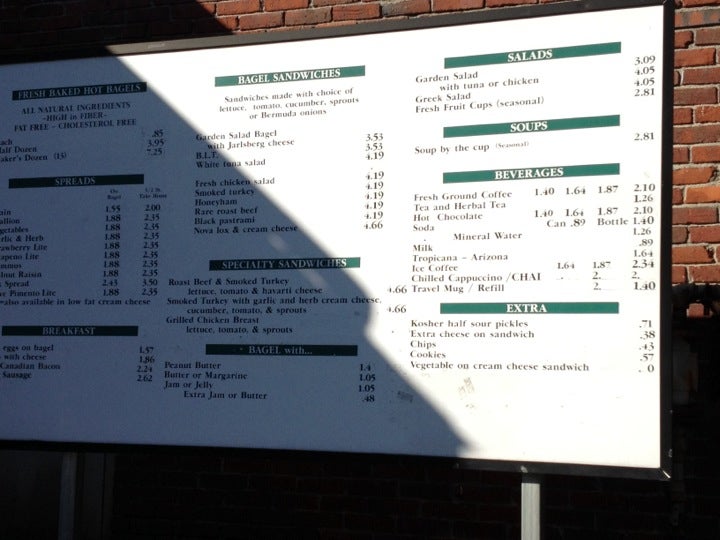 FRESH BAKED HOT BAGELS
ALL NATURAL INGREDIENTS
~HIGH in FIBER~
FAT FREE ~ CHOLESTEROL FREE
ach .85
alf Dozen 3.95
aker's Dozen (13) 7.25
SPREADS
On Bagel
ain 1.55 2.00
allion 1.88 2.35
getables 1.88 2.35
rlic & Herb 1.88 2.35
rawberry Lite 1.88 2.35
lapeno Lite 1.88 2.35
ummus 1.88 2.35
lnut Raisin 1.88 2.35
x Spread 2.43 3.50
ve Pimento Lite 1.88 2.35
also available in low fat cream cheese
BREAKFAST
eggs on bagel 1.57
with cheese 1.86
Canadian Bacon 2.24
Sausage 2.62
BAGEL SANDWICHES
Sandwiches made with choice of
lettuce, tomato, cucumber, sprouts
or Bermuda onions
Garden Salad Bagel
with Jarlsberg cheese 3.53
B.L.T. 3.53
White tuna salad 4.19
Fresh chicken salad 4.19
Smoked turkey 4.19
Honeyham 4.19
Rare roast beef 4.19
Black pastrami 4.19
Nova lox & cream cheese 4.66
SPECIALTY SANDWICHES
Roast Beef & Smoked Turkey
lettuce, tomato & havarti cheese 4.66
Smoked Turkey with garlic and herb cream cheese,
cucumber, tomato, & sprouts 4.66
Grilled Chicken Breast
lettuce, tomato, & sprouts
BAGEL with...
Peanut Butter 1.4
Butter or Margarine 1.05
Jam or Jelly 1.05
Extra Jam or Butter .48
SALADS
Garden Salad 3.09
with tuna or chicken 4.05
Greek Salad 4.05
Fresh Fruit Cups (seasonal) 2.81
SOUPS
Soup by the cup (Seasonal) 2.81
BEVERAGES
Fresh Ground Coffee 1.40 1.64 1.87 2.10
Tea and Herbal Tea 1.26
Hot Chocolate 1.40 1.64 1.87 2.10
Soda Can .89 Bottle 1.40
Mineral Water 1.26
Milk .89
Tropicana ~ Arizona 1.64
Ice Coffee 1.64 1.87 2.34
Chilled Cappuccino /CHAI 2. 2.
Travel Mug / Refill 2. 1.40
EXTRA
Kosher half sour pickles .71
Extra cheese on sandwich .38
Chips .43
Cookies .57
Vegetable on cream cheese sandwich . 0